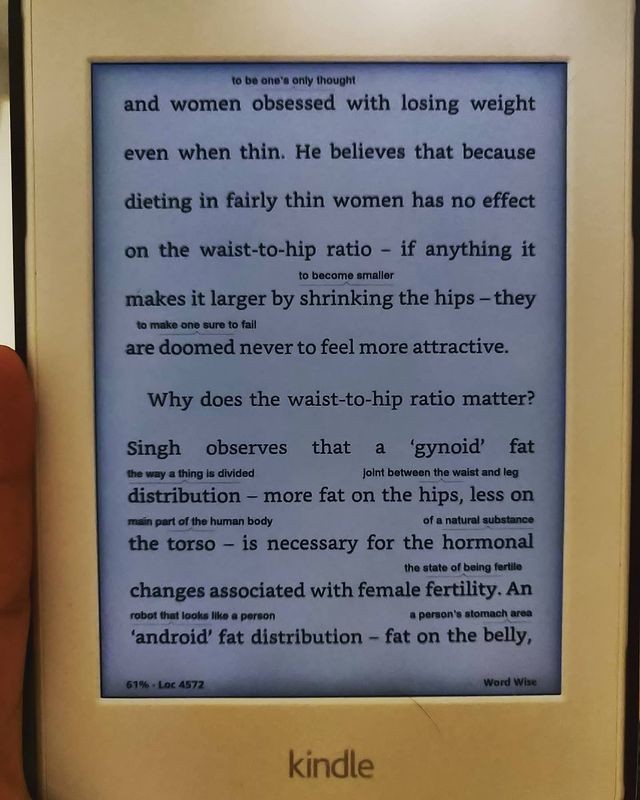 to be one's only thought
and women obsessed with losing weight
even when thin. He believes that because
dieting in fairly thin women has no effect
on the waist-to-hip ratio – if anything it
to become smaller
makes it larger by shrinking the hips – they
to make one sure to fail
are doomed never to feel more attractive.
Why does the waist-to-hip ratio matter?
Singh observes that a ‘gynoid’ fat
the way a thing is divided joint between the waist and leg
distribution – more fat on the hips, less on
main part of the human body of a natural substance
the torso – is necessary for the hormonal
the state of being fertile
changes associated with female fertility. An
robot that looks like a person a person's stomach area
‘android’ fat distribution – fat on the belly,
61% · Loc 4572 Word Wise
kindle